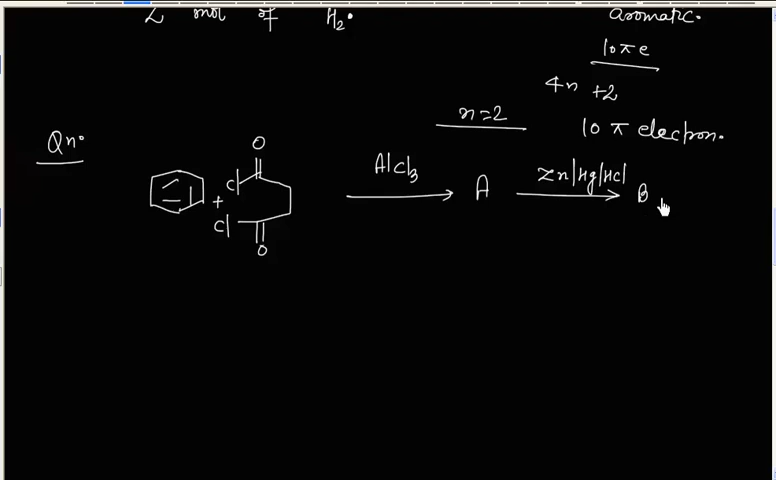 2 mol of H2.
aromatic.
10πe
4n +2
n=2
10 π electron.
Qn.
O
Cl
+
Cl
O
AlCl3
A
Zn|Hg|HCl
B